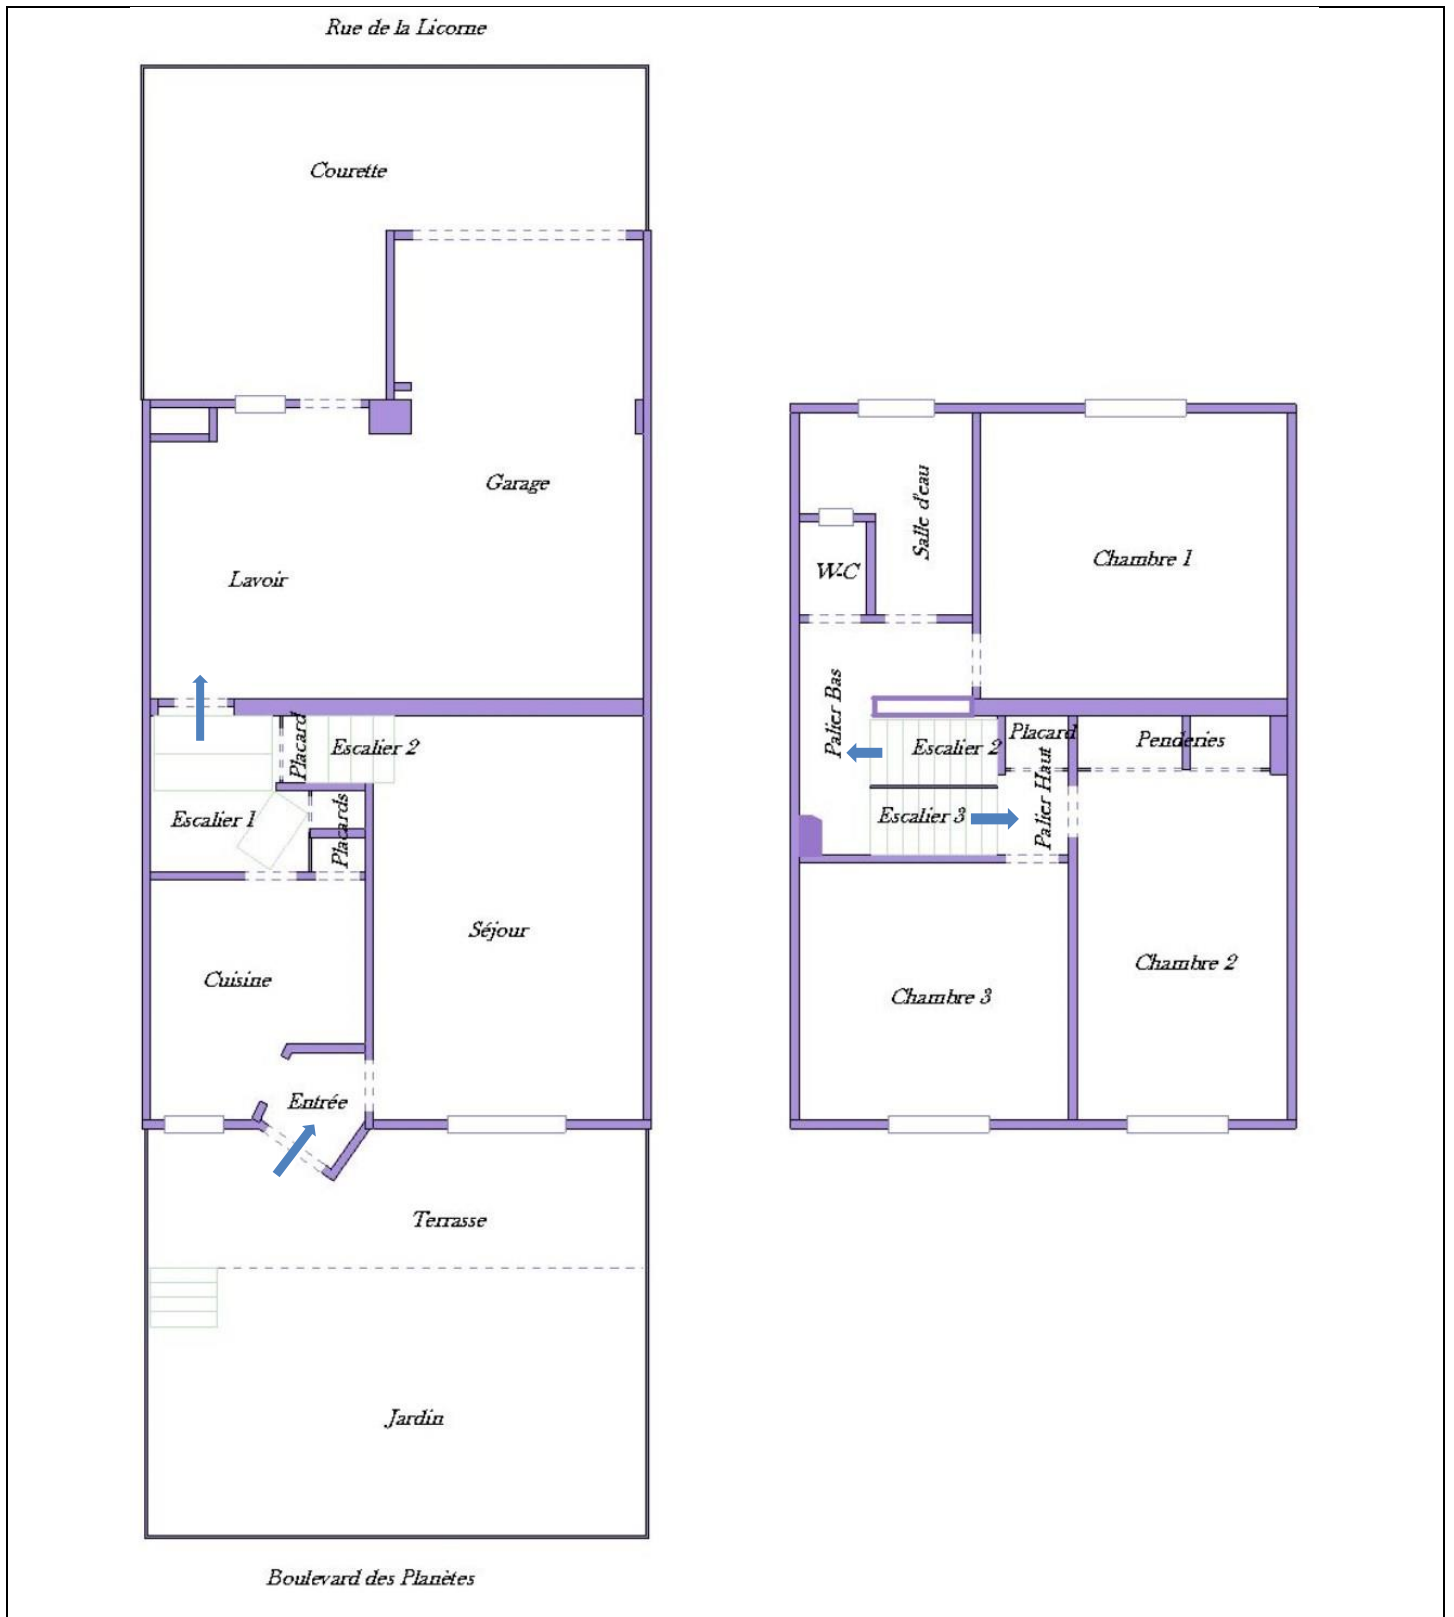 Rue de la Licorne
Courette
Garage
Lavoir
Placard
Escalier 2
Escalier 1
Placards
Séjour
Cuisine
Entrée
Terrasse
Jardin
Boulevard des Planètes
Salle d'eau
Chambre 1
W-C
Palier Bas
Placard
Penderies
Escalier 2
Palier Haut
Escalier 3
Chambre 2
Chambre 3